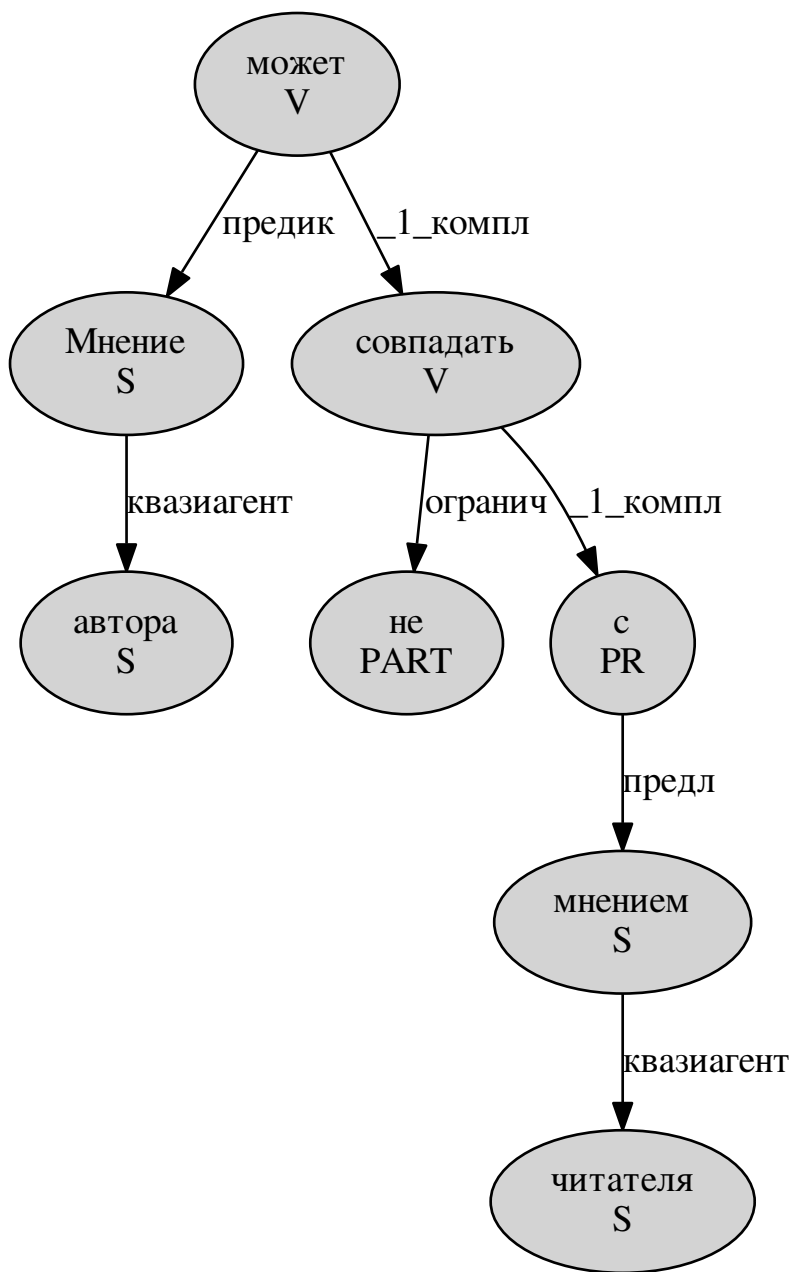 может
V
предик
_1_компл
Мнение
S
совпадать
V
квазиагент
огранич
_1_компл
автора
S
не
PART
с
PR
предл
мнением
S
квазиагент
читателя
S